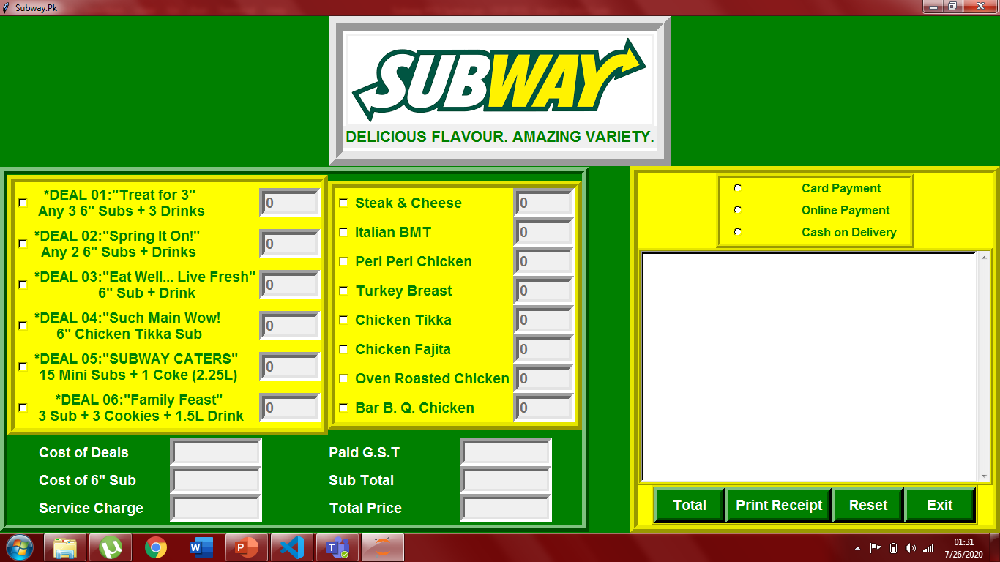 Subway.Pk
SUBWAY
DELICIOUS FLAVOUR. AMAZING VARIETY.
*DEAL 01:"Treat for 3"
Any 3 6" Subs + 3 Drinks
0
*DEAL 02:"Spring It On!"
Any 2 6" Subs + Drinks
0
*DEAL 03:"Eat Well... Live Fresh"
6" Sub + Drink
0
*DEAL 04:"Such Main Wow!
6" Chicken Tikka Sub
0
*DEAL 05:"SUBWAY CATERS"
15 Mini Subs + 1 Coke (2.25L)
0
*DEAL 06:"Family Feast"
3 Sub + 3 Cookies + 1.5L Drink
0
Steak & Cheese 0
Italian BMT 0
Peri Peri Chicken 0
Turkey Breast 0
Chicken Tikka 0
Chicken Fajita 0
Oven Roasted Chicken 0
Bar B. Q. Chicken 0
Cost of Deals
Cost of 6" Sub
Service Charge
Paid G.S.T
Sub Total
Total Price
Card Payment
Online Payment
Cash on Delivery
Total Print Receipt Reset Exit
01:31
7/26/2020